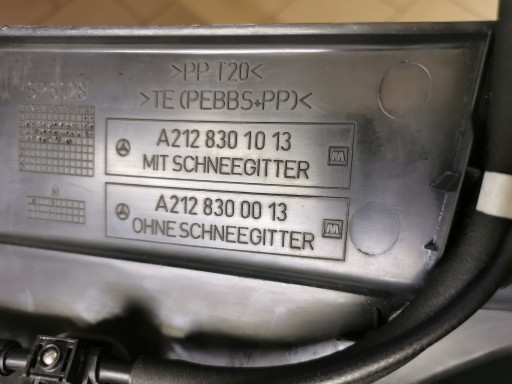 >PP T20<
>TE (PEBBS+PP)<
A212 830 10 13
MIT SCHNEEGITTER
A212 830 00 13
OHNE SCHNEEGITTER